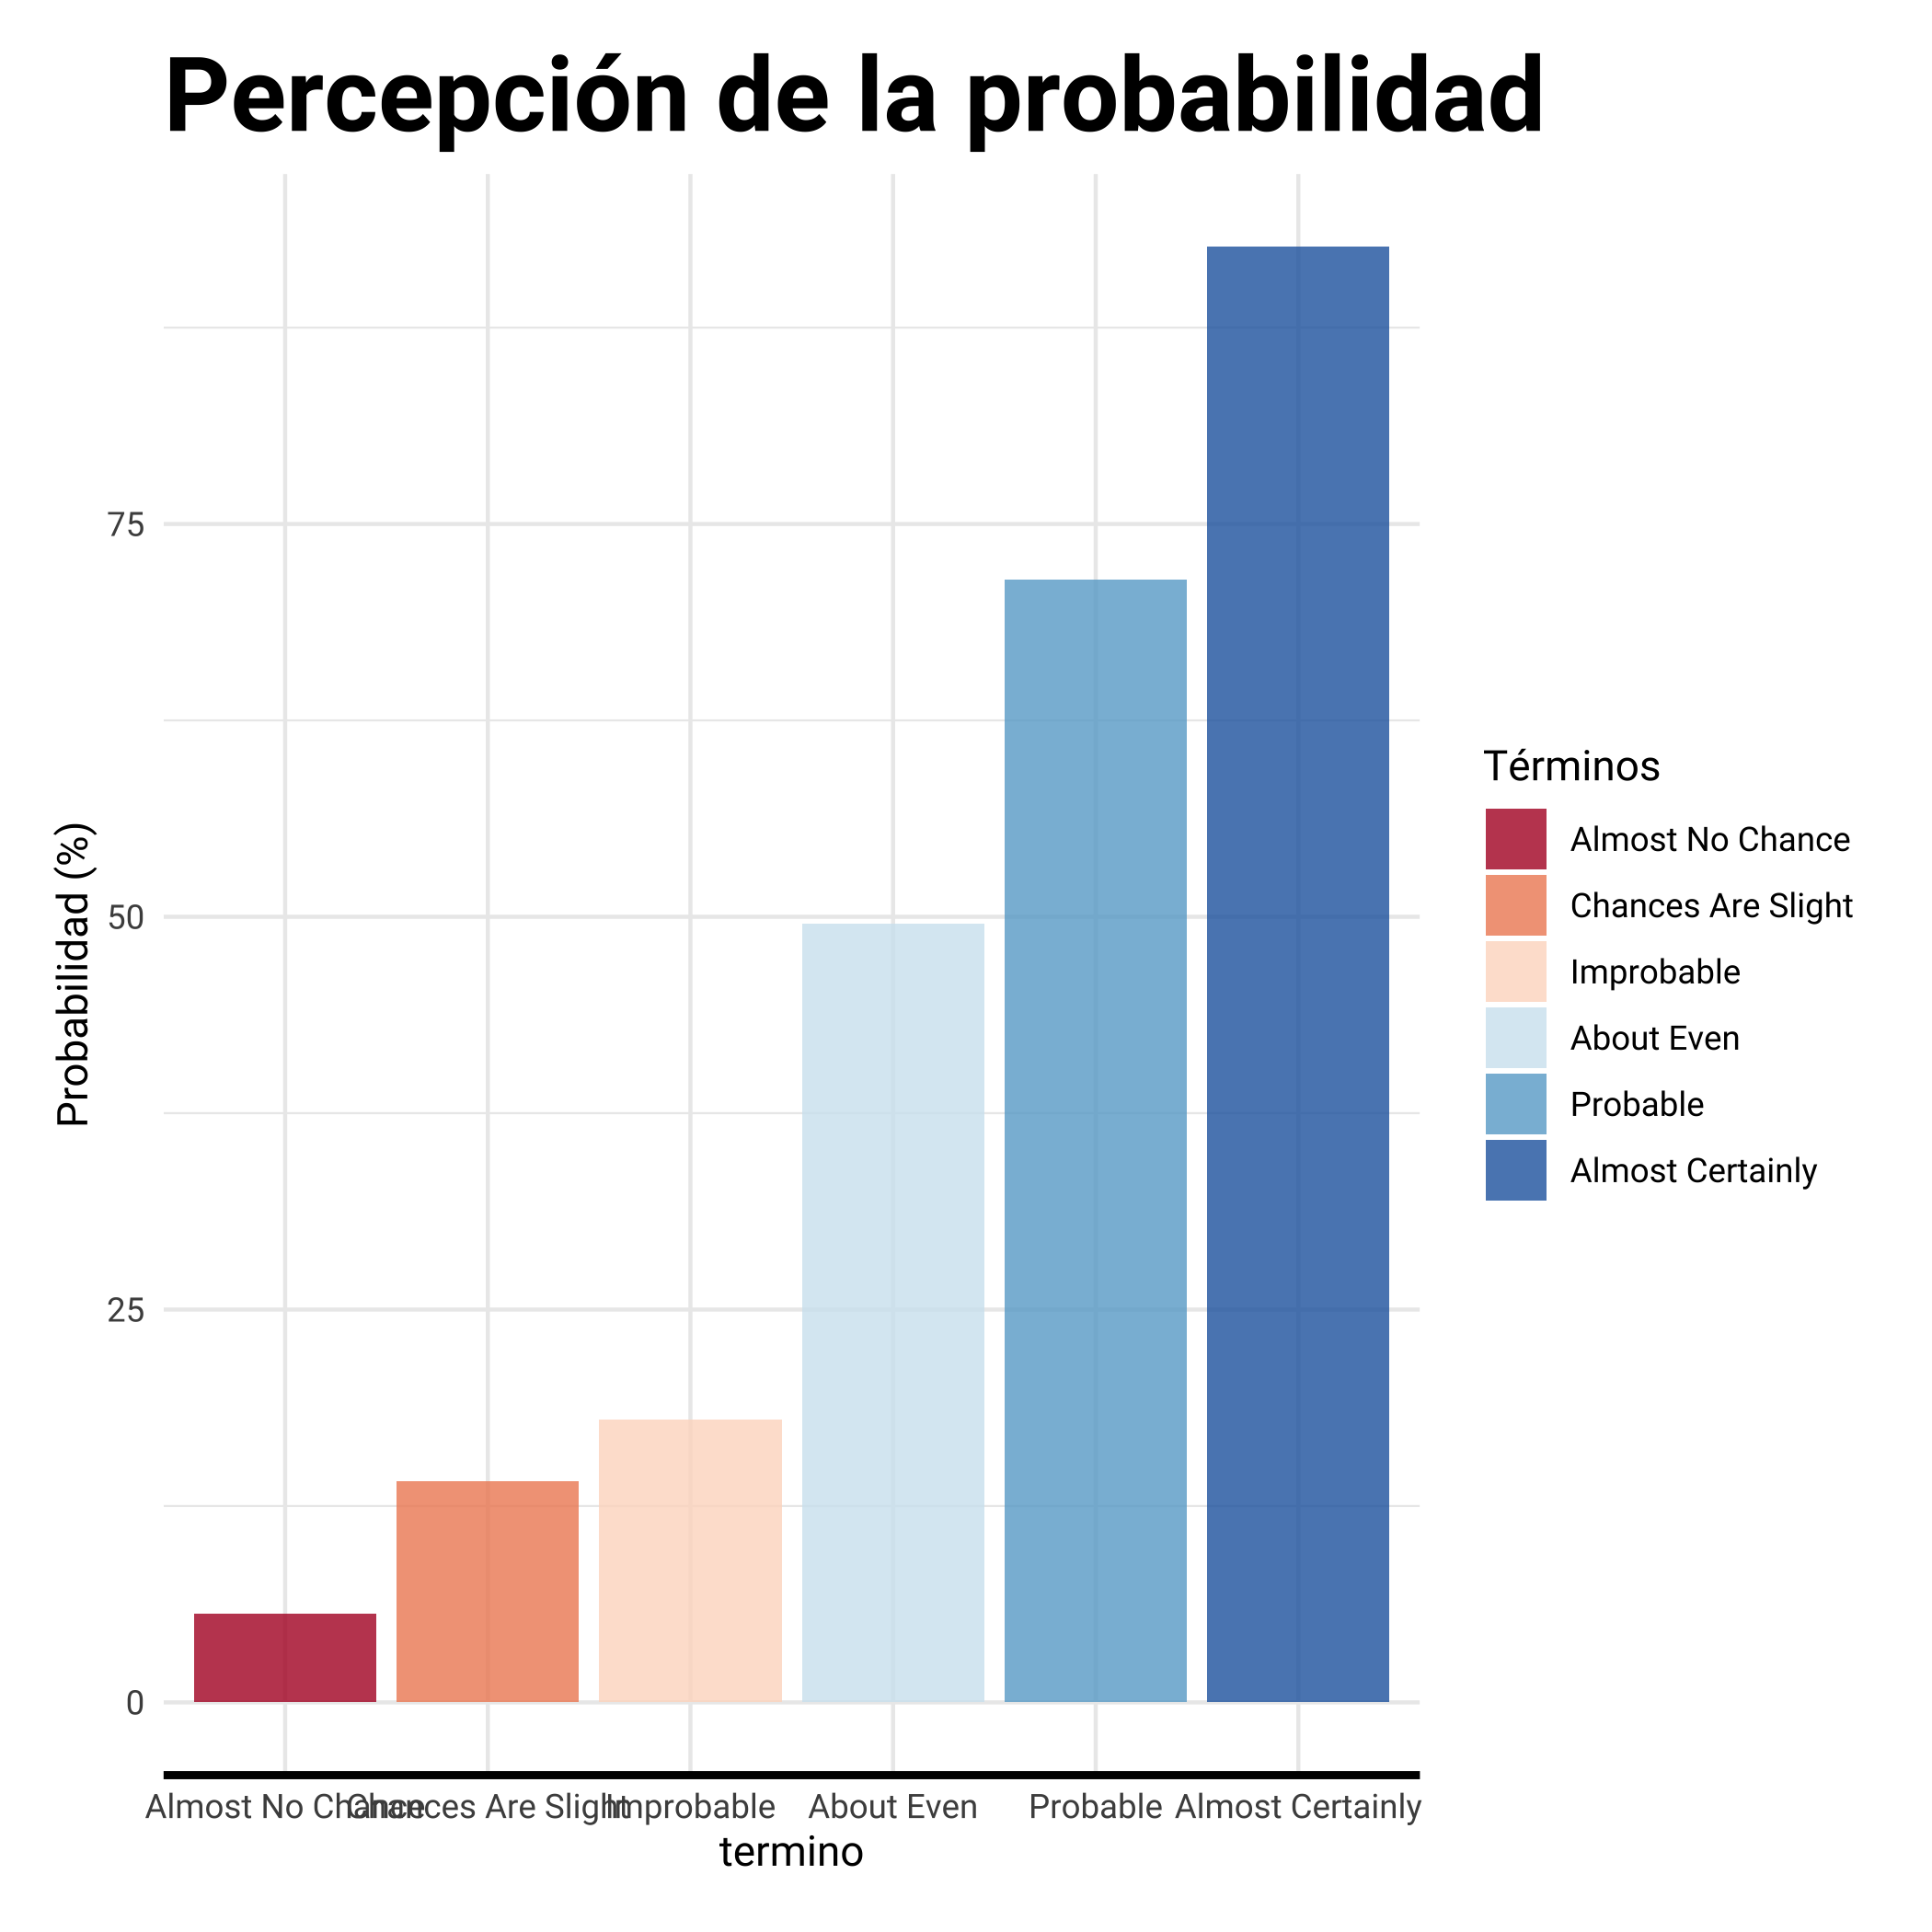 Percepción de la probabilidad
Probabilidad (%)
75
50
25
0
Almost No Chance
Chances Are Slight
Improbable
About Even
Probable
Almost Certainly
termino
Términos
Almost No Chance
Chances Are Slight
Improbable
About Even
Probable
Almost Certainly